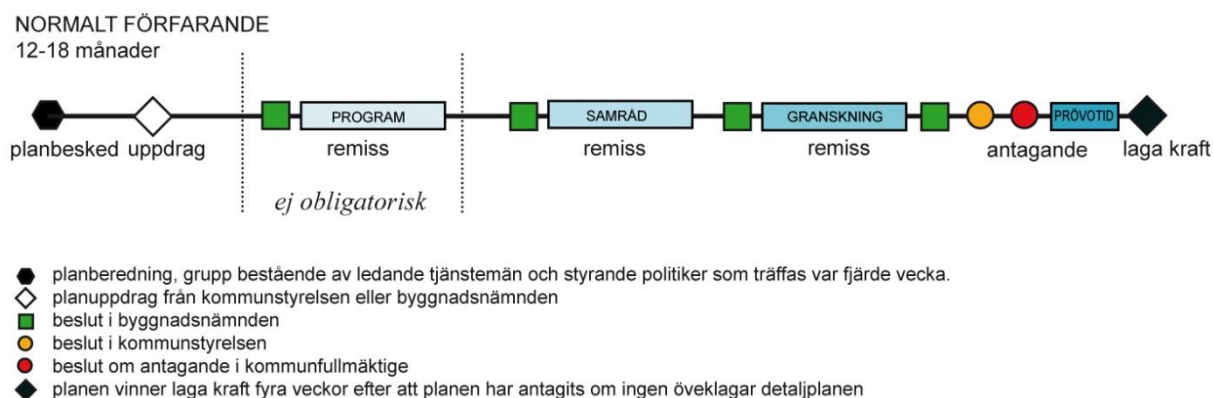 NORMALT FÖRFARANDE
12-18 månader
PROGRAM
SAMRÅD
GRANSKNING
PRÖVOTID
planbesked uppdrag
remiss
remiss
remiss
antagande
laga kraft
ej obligatorisk
planberedning, grupp bestående av ledande tjänstemän och styrande politiker som träffas var fjärde vecka.
planuppdrag från kommunstyrelsen eller byggnadsnämnden
beslut i byggnadsnämnden
beslut i kommunstyrelsen
beslut om antagande i kommunfullmäktige
planen vinner laga kraft fyra veckor efter att planen har antagits om ingen öveklagar detaljplanen